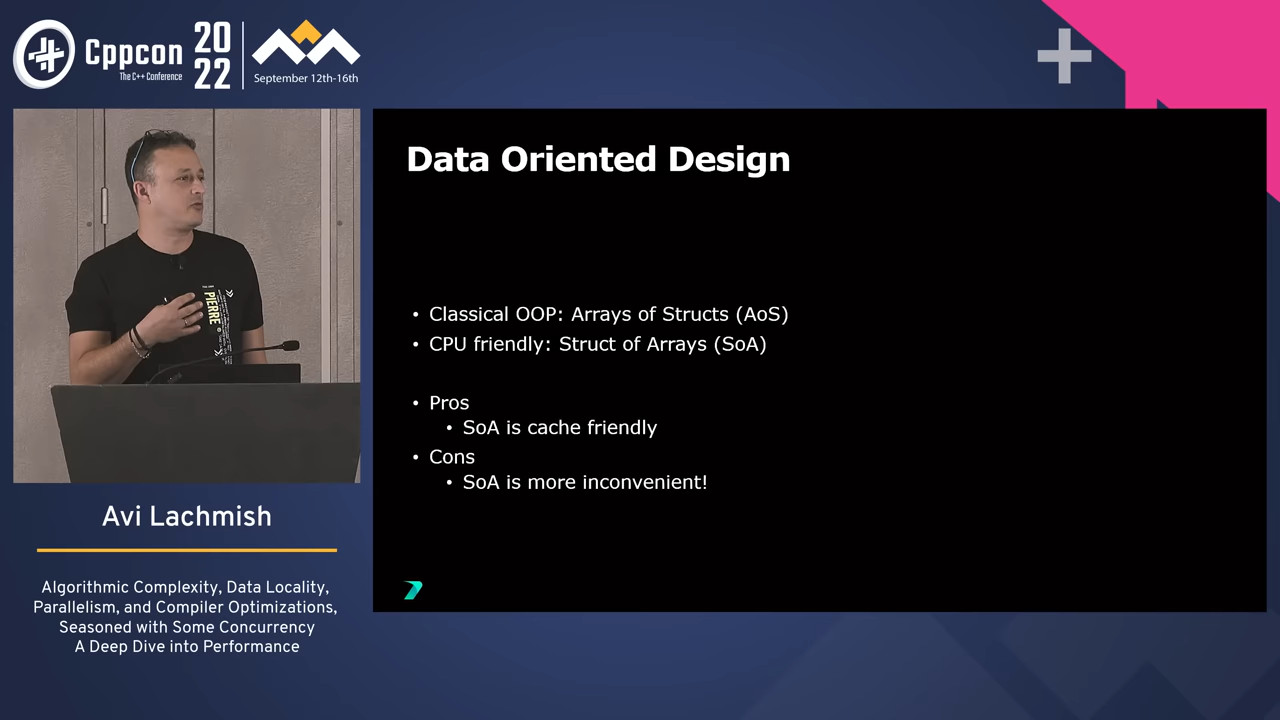 Cppcon
The C++ Conference
20
22
September 12th-16th
PIERRE
Data Oriented Design
• Classical OOP: Arrays of Structs (AoS)
• CPU friendly: Struct of Arrays (SoA)
• Pros
• SoA is cache friendly
• Cons
• SoA is more inconvenient!
Avi Lachmish
Algorithmic Complexity, Data Locality,
Parallelism, and Compiler Optimizations,
Seasoned with Some Concurrency
A Deep Dive into Performance